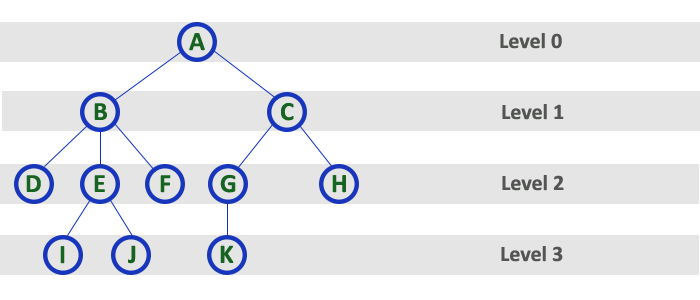 A Level 0
B C Level 1
D E F G H Level 2
I J K Level 3